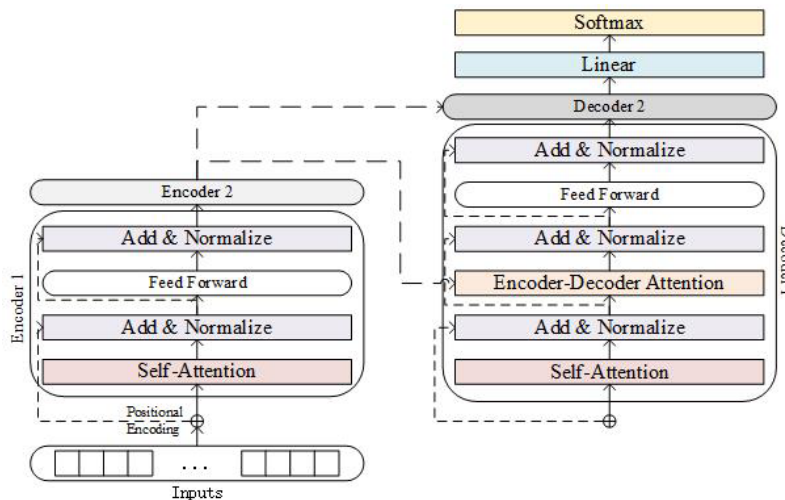 Softmax
Linear
Decoder 2
Add & Normalize
Feed Forward
Add & Normalize
Encoder-Decoder Attention
Add & Normalize
Self-Attention
Encoder 2
Add & Normalize
Feed Forward
Add & Normalize
Self-Attention
Encoder 1
Positional
Encoding
...
Inputs